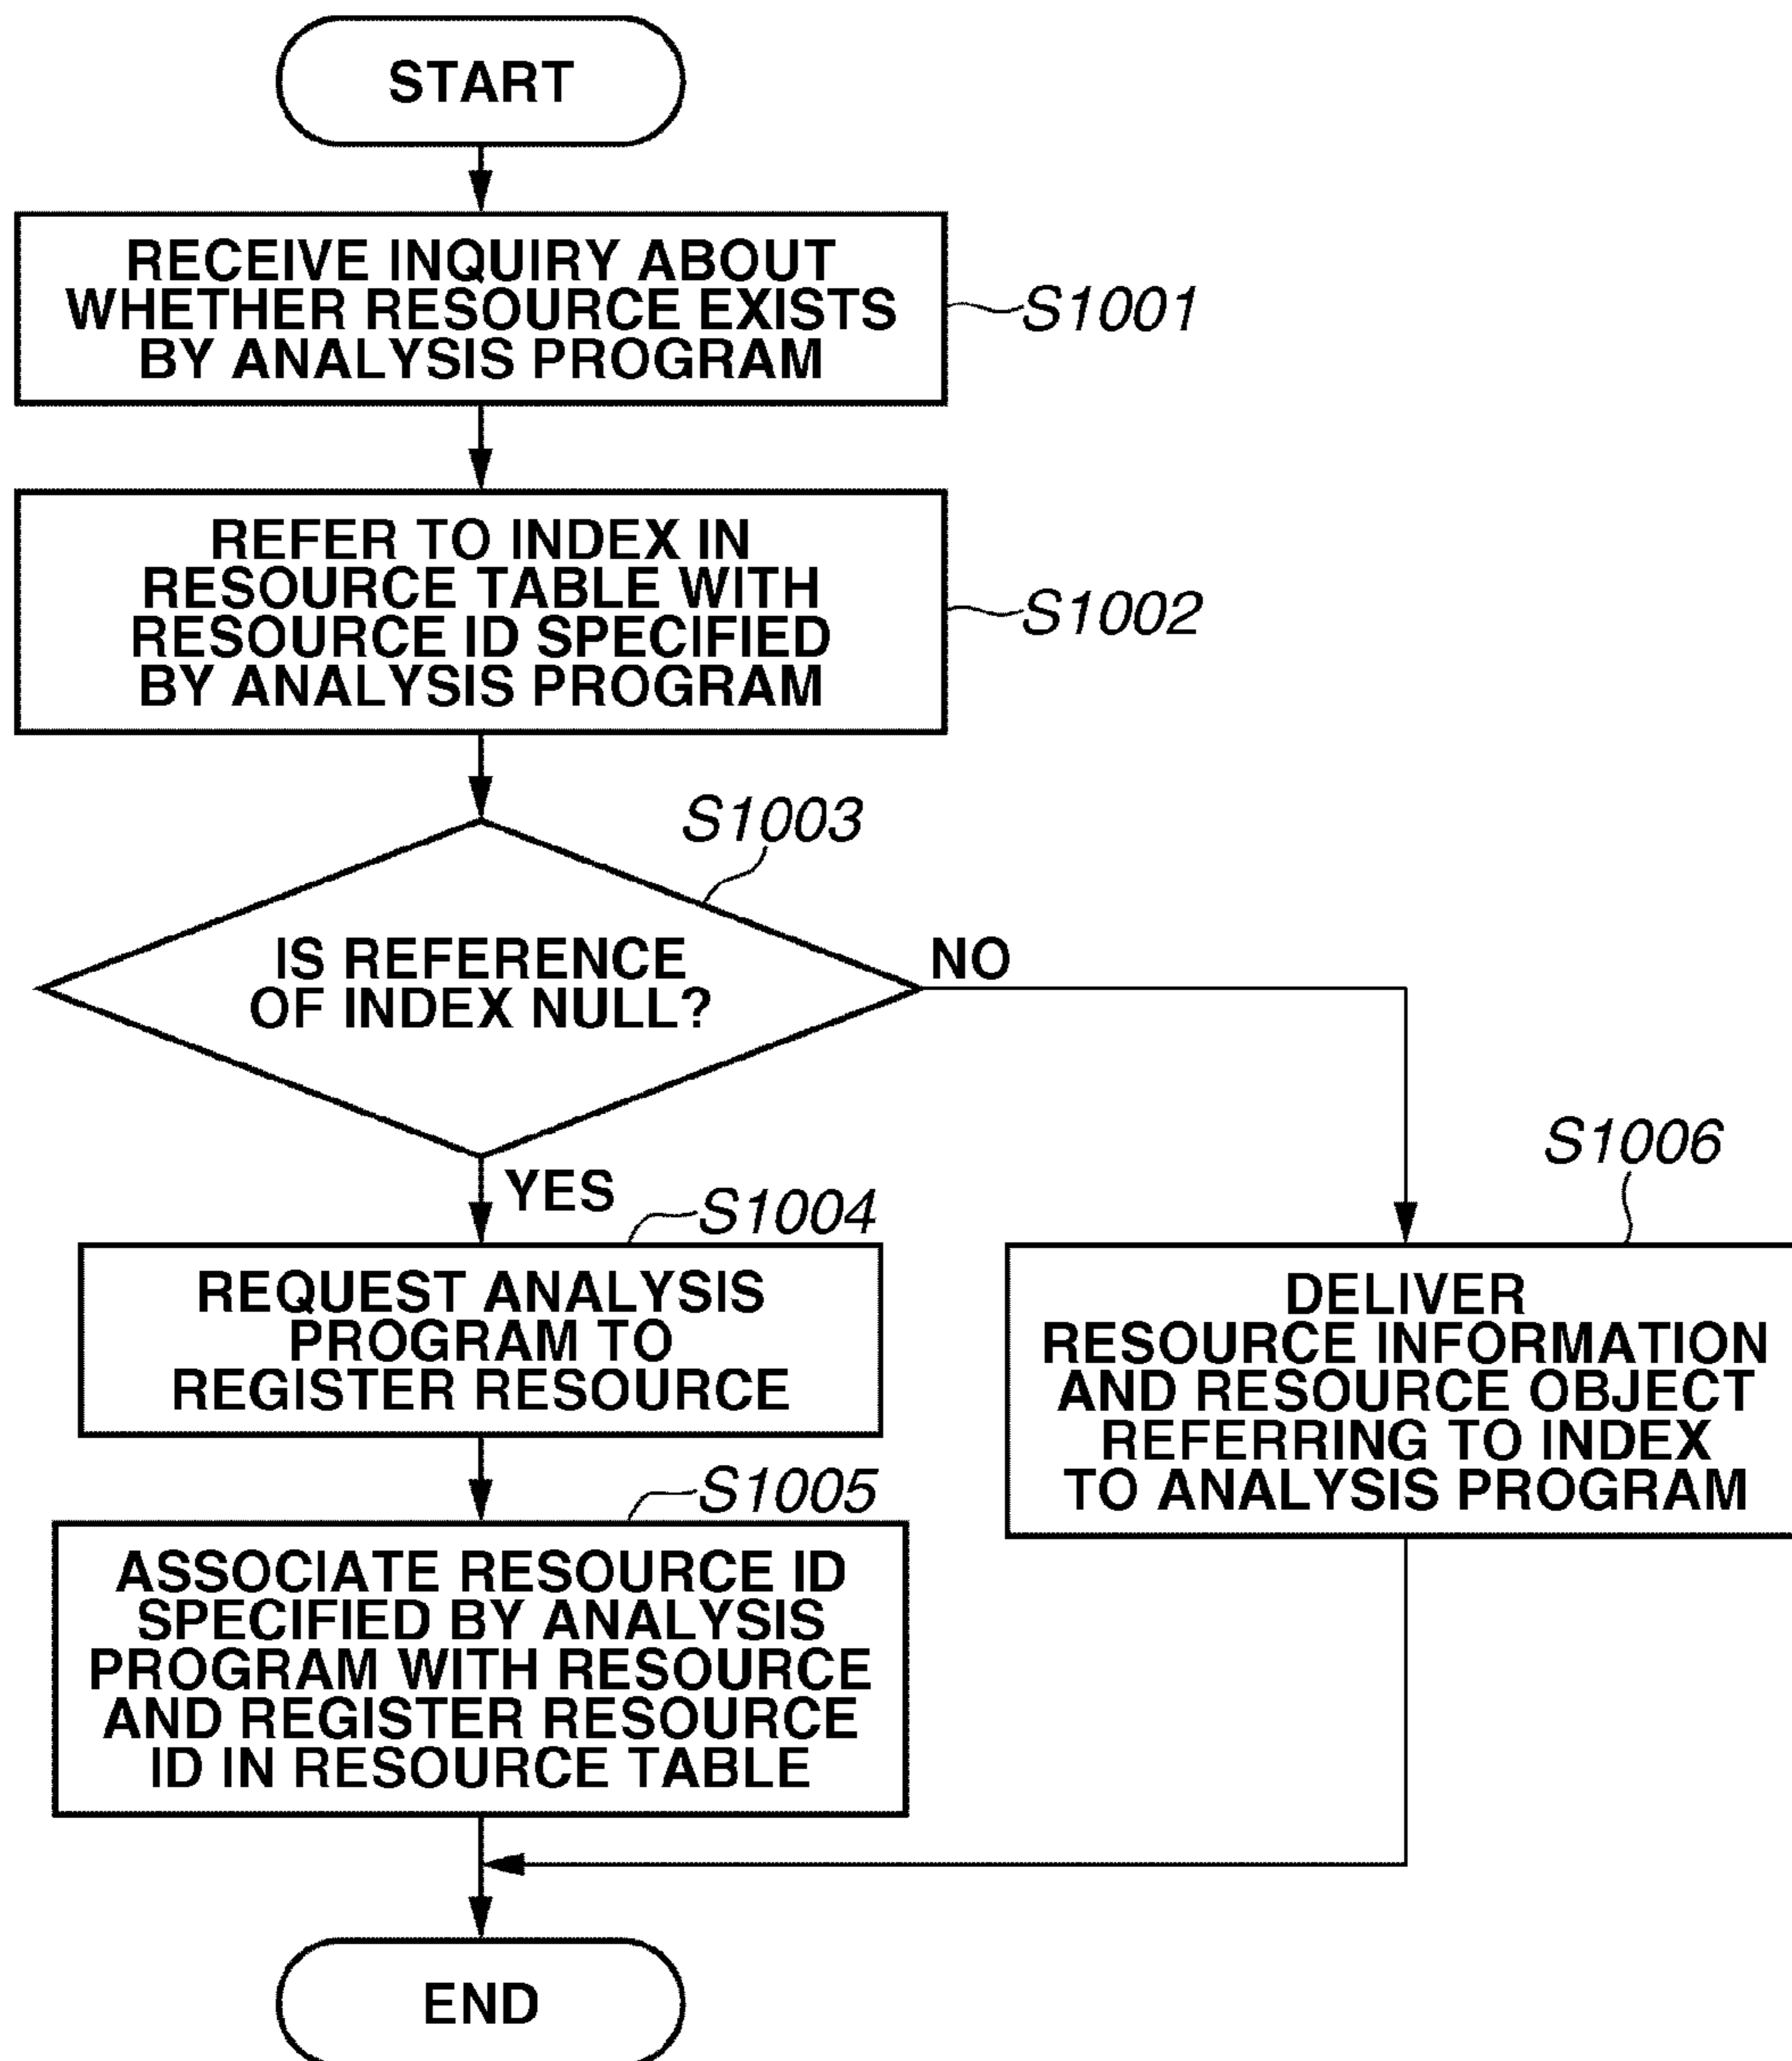 START
RECEIVE INQUIRY ABOUT
WHETHER RESOURCE EXISTS
BY ANALYSIS PROGRAM
S1001
REFER TO INDEX IN
RESOURCE TABLE WITH
RESOURCE ID SPECIFIED
BY ANALYSIS PROGRAM
S1002
S1003
IS REFERENCE
OF INDEX NULL?
NO
YES
S1004
REQUEST ANALYSIS
PROGRAM TO
REGISTER RESOURCE
S1006
DELIVER
RESOURCE INFORMATION
AND RESOURCE OBJECT
REFERRING TO INDEX
TO ANALYSIS PROGRAM
S1005
ASSOCIATE RESOURCE ID
SPECIFIED BY ANALYSIS
PROGRAM WITH RESOURCE
AND REGISTER RESOURCE
ID IN RESOURCE TABLE
END